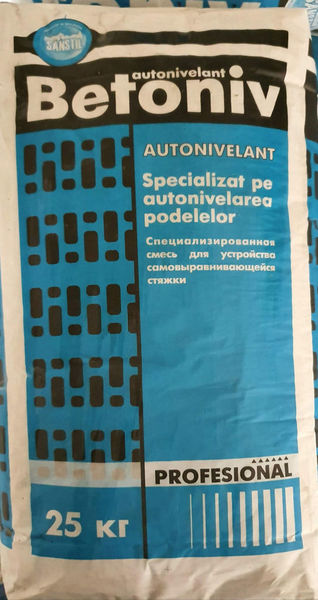 SANSTIL
autonivelant
Betoniv
AUTONIVELANT
Specializat pe
autonivelarea
podelelor
Специализированная
смесь для устройства
самовыравнивающейся
стяжки
PROFESIONAL
25 кг